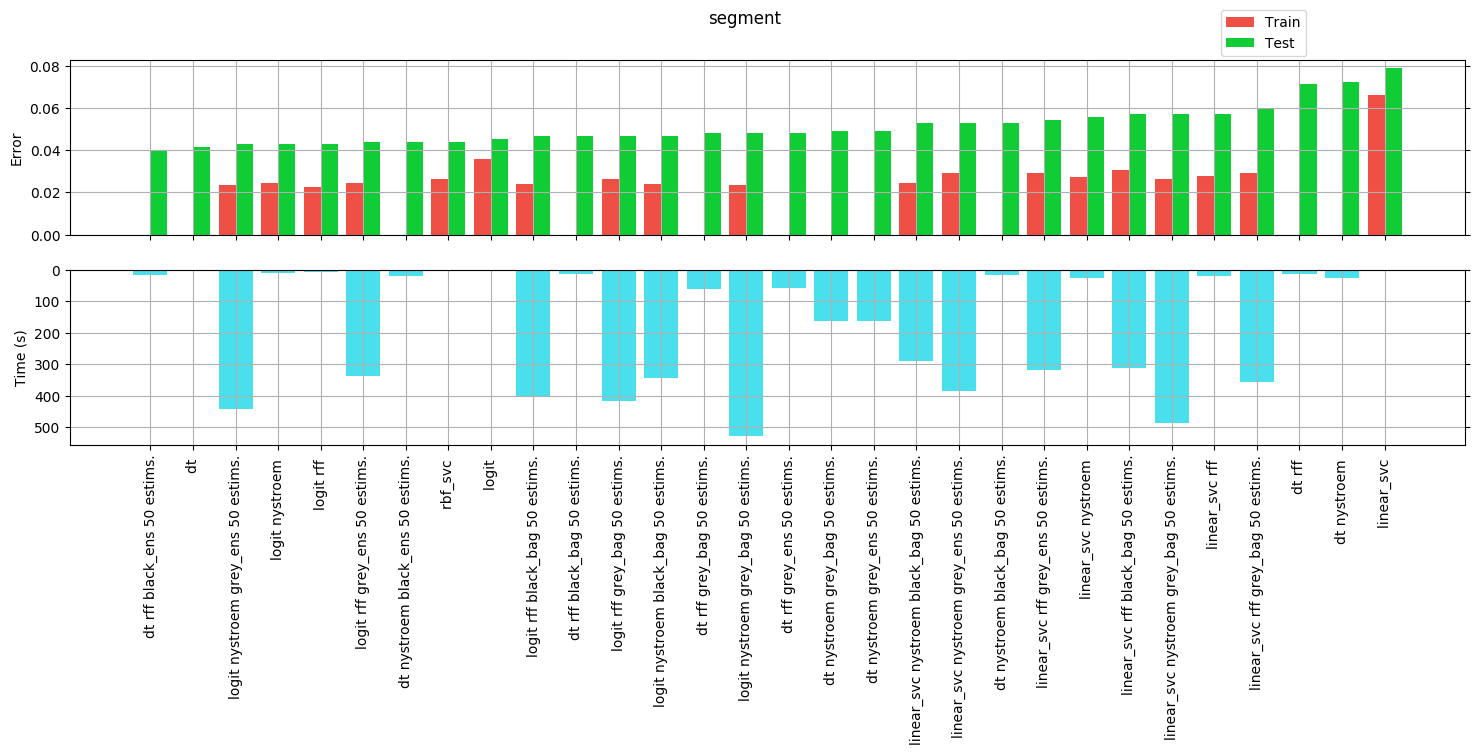 segment
Train
Test
Error
0.08
0.06
0.04
0.02
0.00
Time (s)
0
100
200
300
400
500
dt rff black_ens 50 estims.
dt
logit nystroem grey_ens 50 estims.
logit nystroem
logit rff
logit rff grey_ens 50 estims.
dt nystroem black_ens 50 estims.
rbf_svc
logit
logit rff black_bag 50 estims.
dt rff black_bag 50 estims.
logit rff grey_bag 50 estims.
logit nystroem black_bag 50 estims.
dt rff grey_bag 50 estims.
logit nystroem grey_bag 50 estims.
dt rff grey_ens 50 estims.
dt nystroem grey_bag 50 estims.
dt nystroem grey_ens 50 estims.
linear_svc nystroem black_bag 50 estims.
linear_svc nystroem grey_ens 50 estims.
dt nystroem black_bag 50 estims.
linear_svc rff grey_ens 50 estims.
linear_svc nystroem
linear_svc rff black_bag 50 estims.
linear_svc nystroem grey_bag 50 estims.
linear_svc rff
linear_svc rff grey_bag 50 estims.
dt rff
dt nystroem
linear_svc